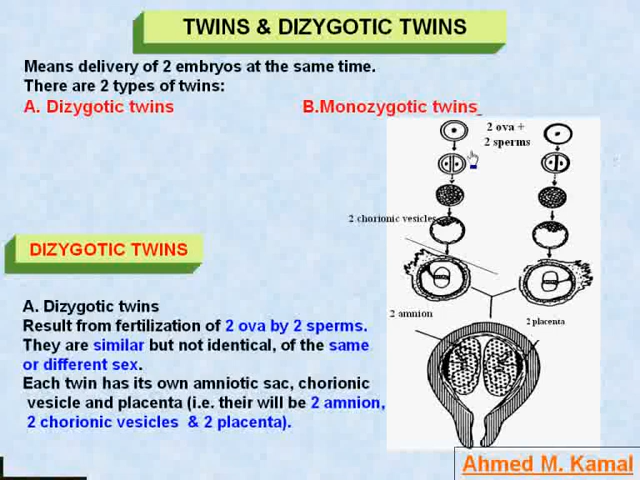 TWINS & DIZYGOTIC TWINS
Means delivery of 2 embryos at the same time.
There are 2 types of twins:
A. Dizygotic twins
B.Monozygotic twins
2 ova +
2 sperms
2 chorionic vesicles
DIZYGOTIC TWINS
A. Dizygotic twins
Result from fertilization of 2 ova by 2 sperms.
They are similar but not identical, of the same
or different sex.
Each twin has its own amniotic sac, chorionic
vesicle and placenta (i.e. their will be 2 amnion,
2 chorionic vesicles & 2 placenta).
2 amnion
2 placenta
Ahmed M. Kamal